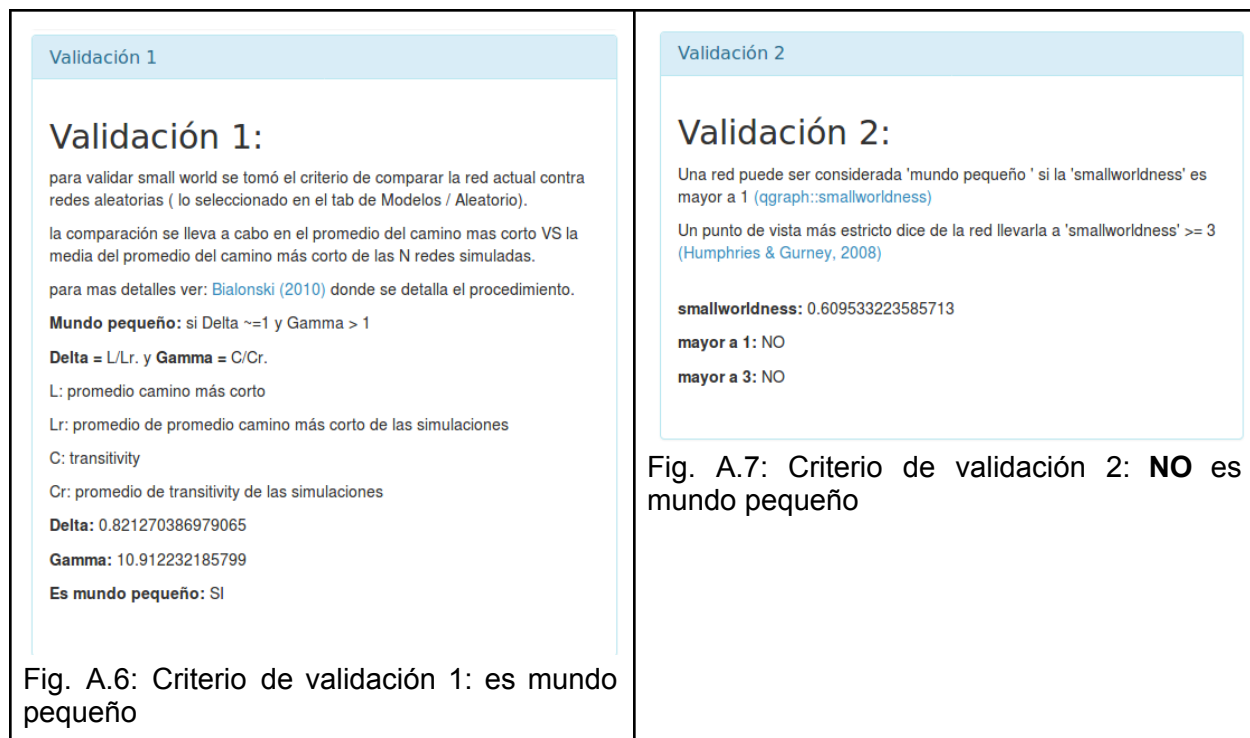 Validación 1
Validación 1:
para validar small world se tomó el criterio de comparar la red actual contra
redes aleatorias ( lo seleccionado en el tab de Modelos / Aleatorio).
la comparación se lleva a cabo en el promedio del camino mas corto VS la
media del promedio del camino más corto de las N redes simuladas.
para mas detalles ver: Bialonski (2010) donde se detalla el procedimiento.
Mundo pequeño: si Delta ~=1 y Gamma > 1
Delta = L/Lr. y Gamma = C/Cr.
L: promedio camino más corto
Lr: promedio de promedio camino más corto de las simulaciones
C: transitivity
Cr: promedio de transitivity de las simulaciones
Delta: 0.821270386979065
Gamma: 10.912232185799
Es mundo pequeño: SI
Fig. A.6: Criterio de validación 1: es mundo
pequeño
Validación 2
Validación 2:
Una red puede ser considerada 'mundo pequeño ' si la 'smallworldness' es
mayor a 1 (qgraph::smallworldness)
Un punto de vista más estricto dice de la red llevarla a 'smallworldness' >= 3
(Humphries & Gurney, 2008)
smallworldness: 0.609533223585713
mayor a 1: NO
mayor a 3: NO
Fig. A.7: Criterio de validación 2: NO es
mundo pequeño